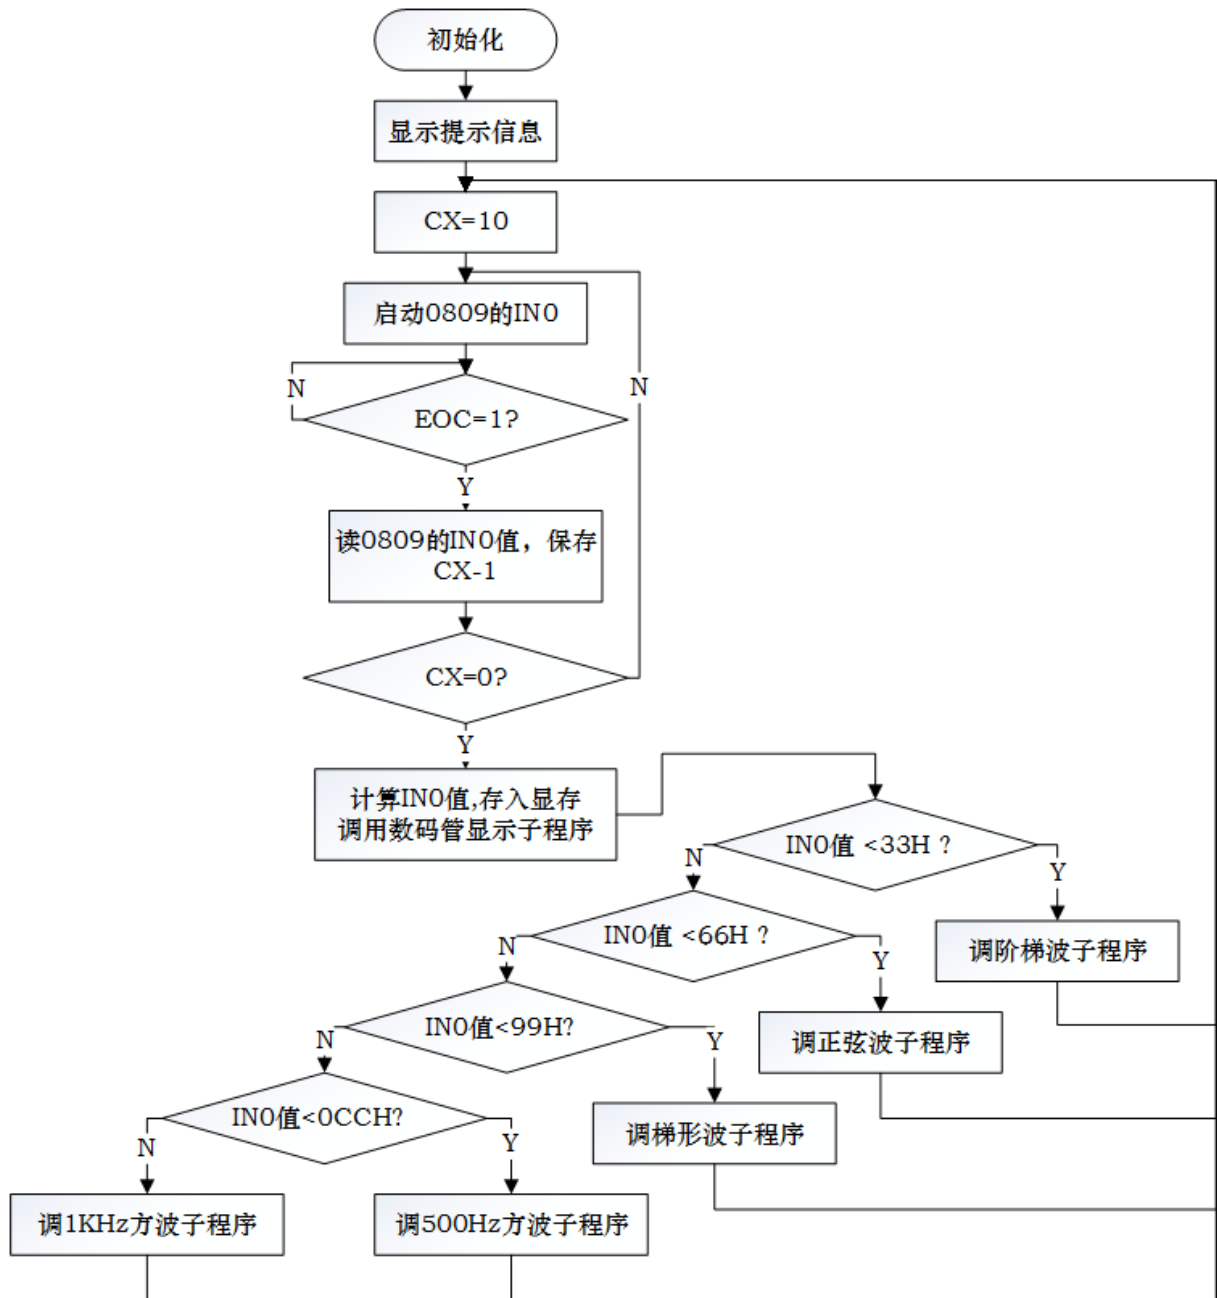 初始化
显示提示信息
CX=10
启动0809的IN0
N
N
EOC=1?
Y
读0809的IN0值，保存
CX-1
CX=0?
Y
计算IN0值,存入显存
调用数码管显示子程序
IN0值 <33H ?
N
Y
IN0值 <66H ?
N
Y
调阶梯波子程序
IN0值<99H?
N
Y
调正弦波子程序
IN0值<0CCH?
N
Y
调梯形波子程序
调1KHz方波子程序
调500Hz方波子程序